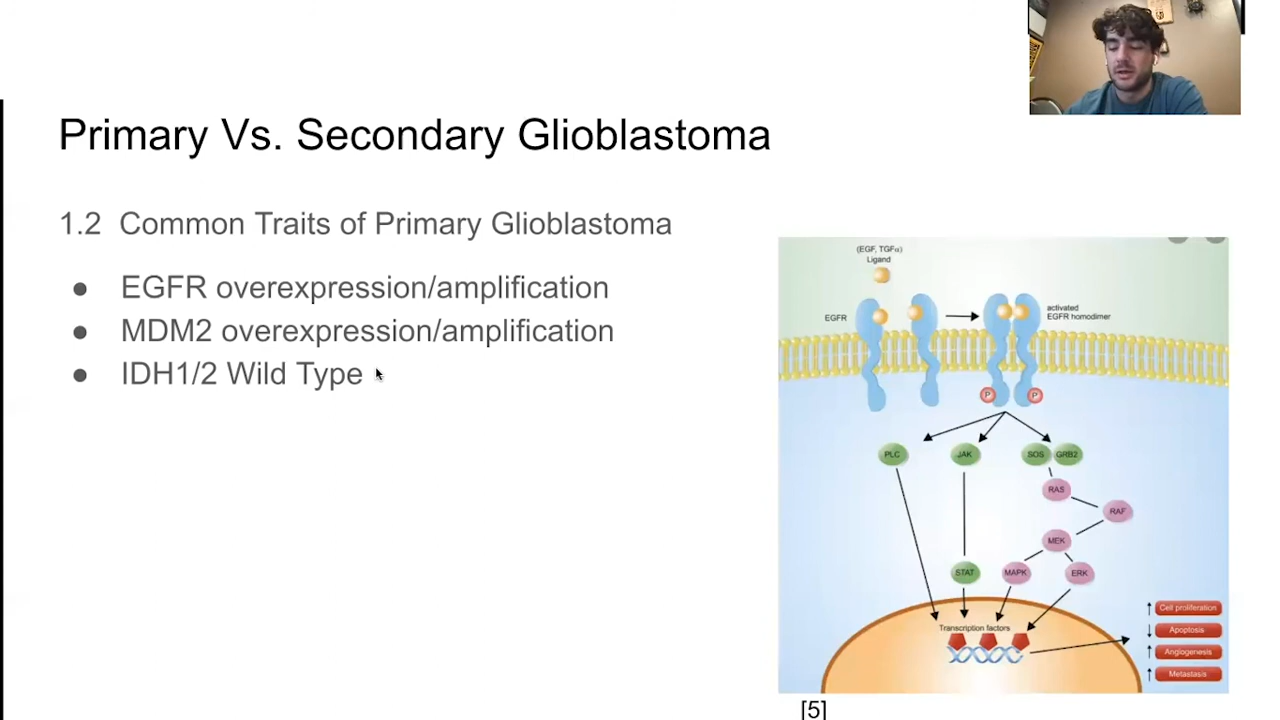 Primary Vs. Secondary Glioblastoma
1.2 Common Traits of Primary Glioblastoma
● EGFR overexpression/amplification
● MDM2 overexpression/amplification
● IDH1/2 Wild Type
(EGF, TGFα)
Ligand
EGFR
activated
EGFR homodimer
P
P
PLC
JAK
SOS
GRB2
RAS
RAF
MEK
STAT
MAPK
ERK
Transcription factors
↑ Cell proliferation
↓ Apoptosis
↑ Angiogenesis
↑ Metastasis
[5]